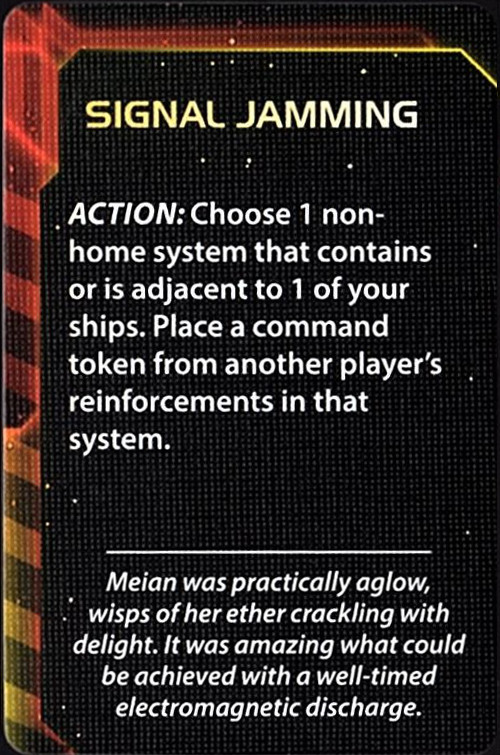 SIGNAL JAMMING
ACTION: Choose 1 non-
home system that contains
or is adjacent to 1 of your
ships. Place a command
token from another player's
reinforcements in that
system.
Meian was practically aglow,
wisps of her ether crackling with
delight. It was amazing what could
be achieved with a well-timed
electromagnetic discharge.